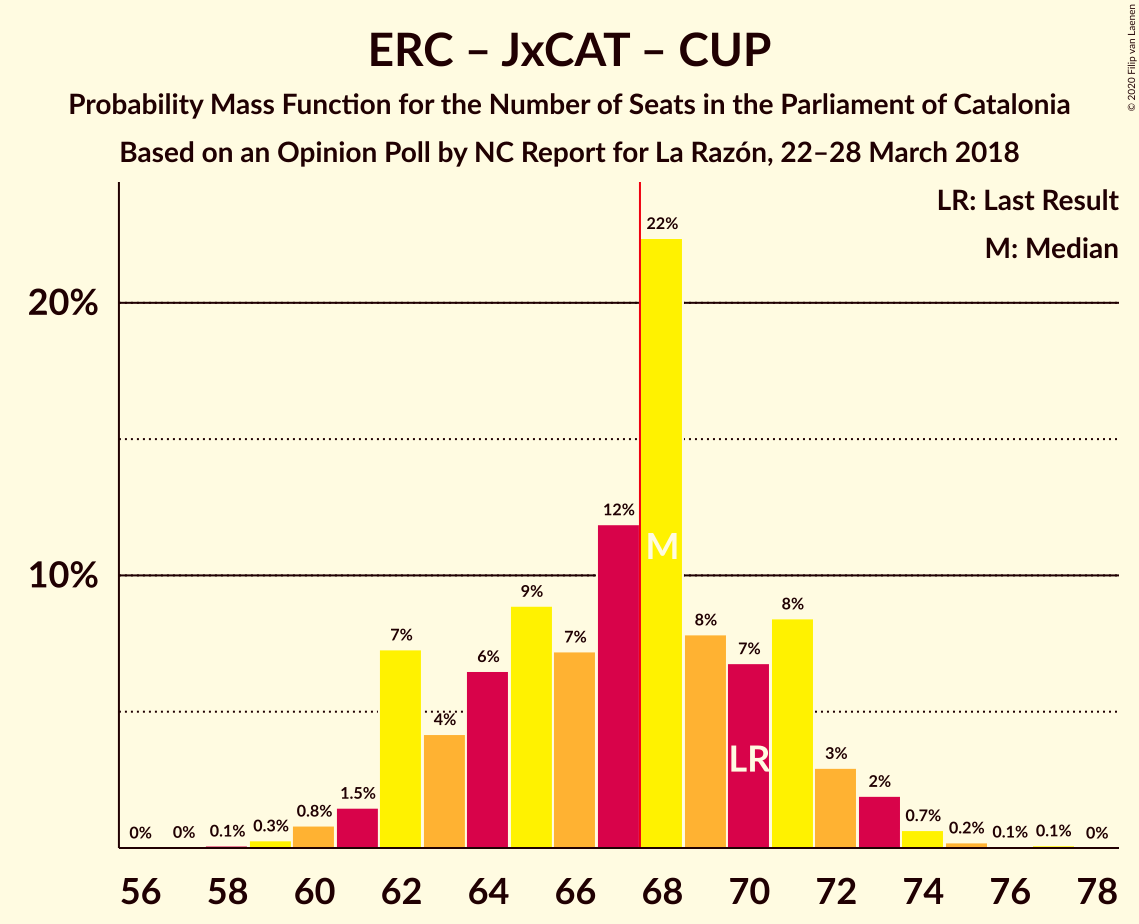 ERC – JxCAT – CUP
Probability Mass Function for the Number of Seats in the Parliament of Catalonia
Based on an Opinion Poll by NC Report for La Razón, 22–28 March 2018
© 2020 Filip van Laenen
LR: Last Result
M: Median
20%
10%
0% 0% 0.1% 0.3% 0.8% 1.5% 7% 4% 6% 9% 7% 12% 22% 8% 7% 8% 3% 2% 0.7% 0.2% 0.1% 0.1% 0%
M
LR
56 58 60 62 64 66 68 70 72 74 76 78